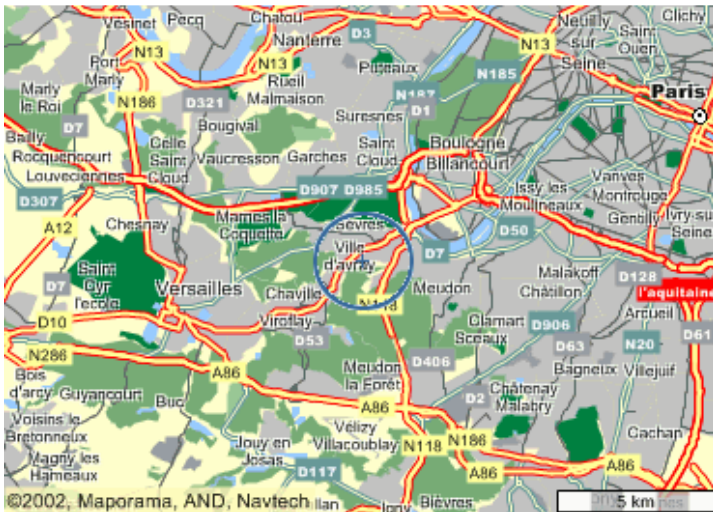 Vesinet
Pecq
Chatou
Neuilly
sur
Seine
Clichy
Saint
Ouen
N13
Nanterre
D3
N13
Port
Marly
N13
Rueil
Malmaison
Puteaux
N185
N187
D1
Paris
Marly
le Roi
N186
D321
Suresnes
D7
Bougival
Bailly
Celle
Saint
Cloud
Vaucresson
Garches
Saint
Cloud
Boulogne
Billancourt
Rocquencourt
Louveciennes
Vanves
Montrouge
D307
D907
D985
Issy les
Moulineaux
Gentilly
Ivry-sur
Seine
A12
Chesnay
Marnes la
Coquette
Sèvres
D50
Ville
d'avray
D7
Saint
Cyr
l'ecole
D7
Versailles
Chaville
Meudon
Malakoff
Châtillon
D128
l'aquitaine
N118
D10
Viroflay
Clamart
Sceaux
D906
Arcueil
D61
D53
D63
N20
N286
Meudon
la Forêt
D406
Bagneux
Villejuif
Bois
d'arcy
Guyancourt
A86
D2
Châtenay
Malabry
Buc
A86
Voisins le
Bretonneux
Vélizy
Villacoublay
N118
N186
Cachan
Magny les
Hameaux
Jouy en
Josas
D117
A86
A86
Bièvres
©2002, Maporama, AND, Navtech
5 km